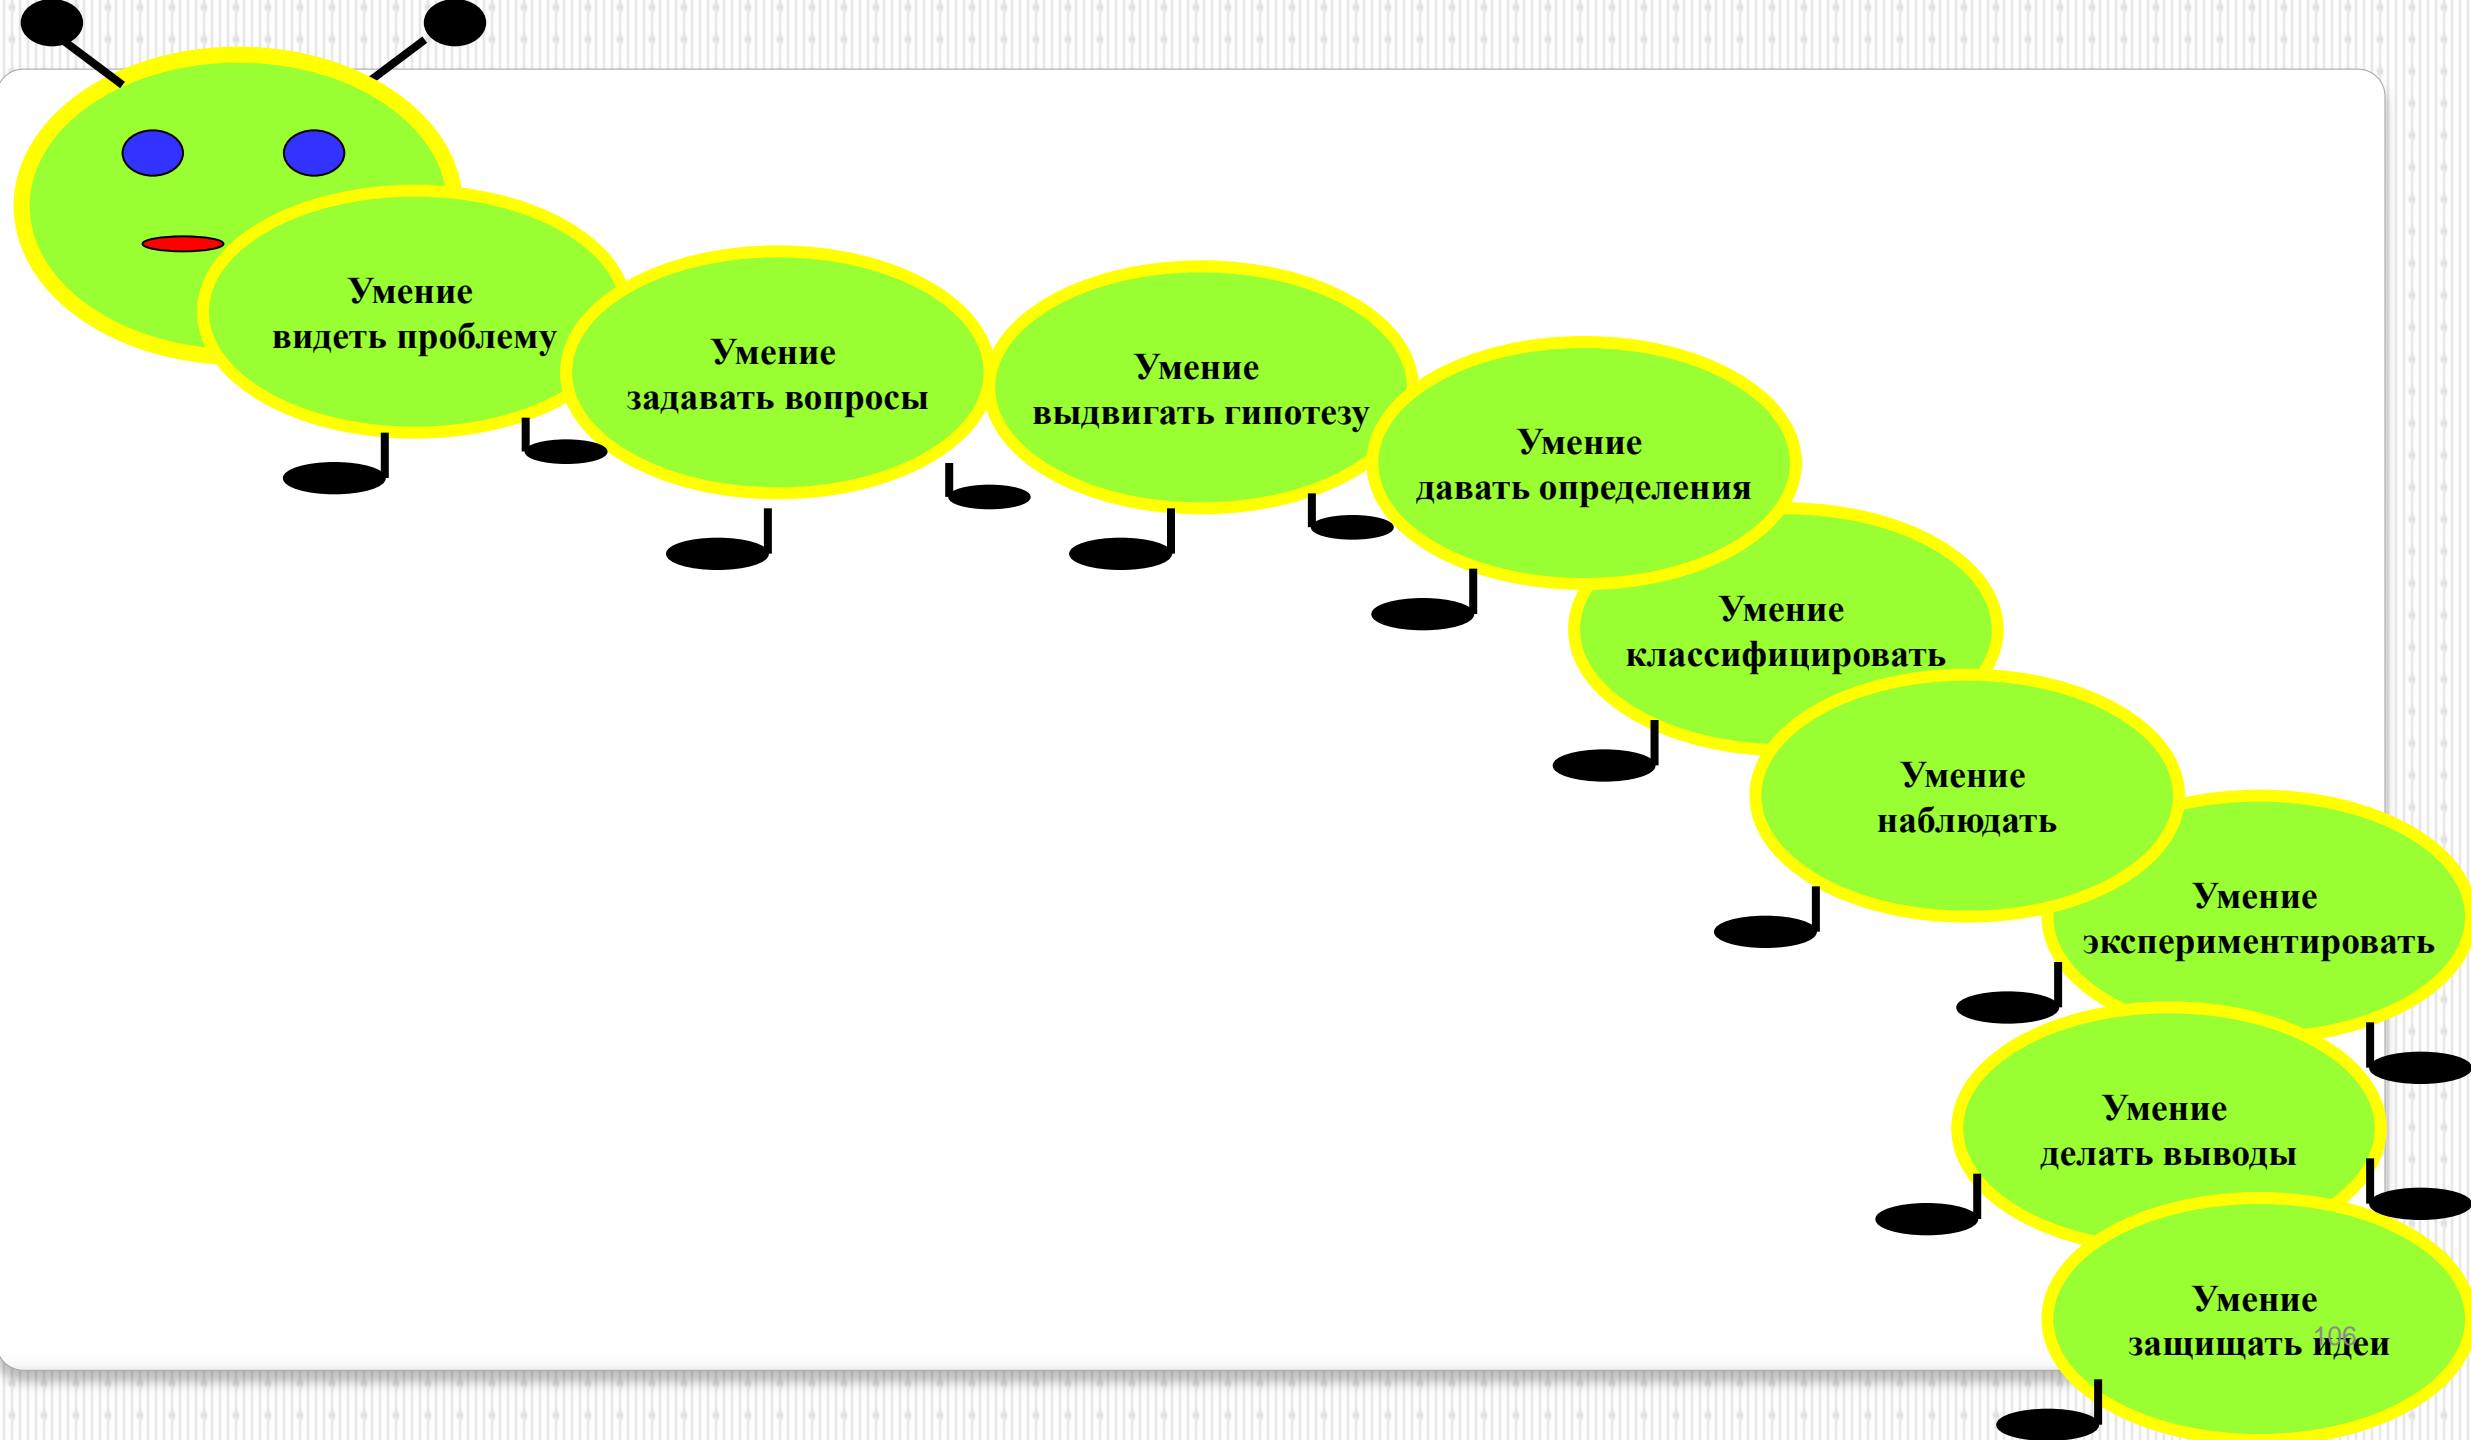 Умение
видеть проблему
Умение
задавать вопросы
Умение
выдвигать гипотезу
Умение
давать определения
Умение
классифицировать
Умение
наблюдать
Умение
экспериментировать
Умение
делать выводы
Умение
защищать идеи
106